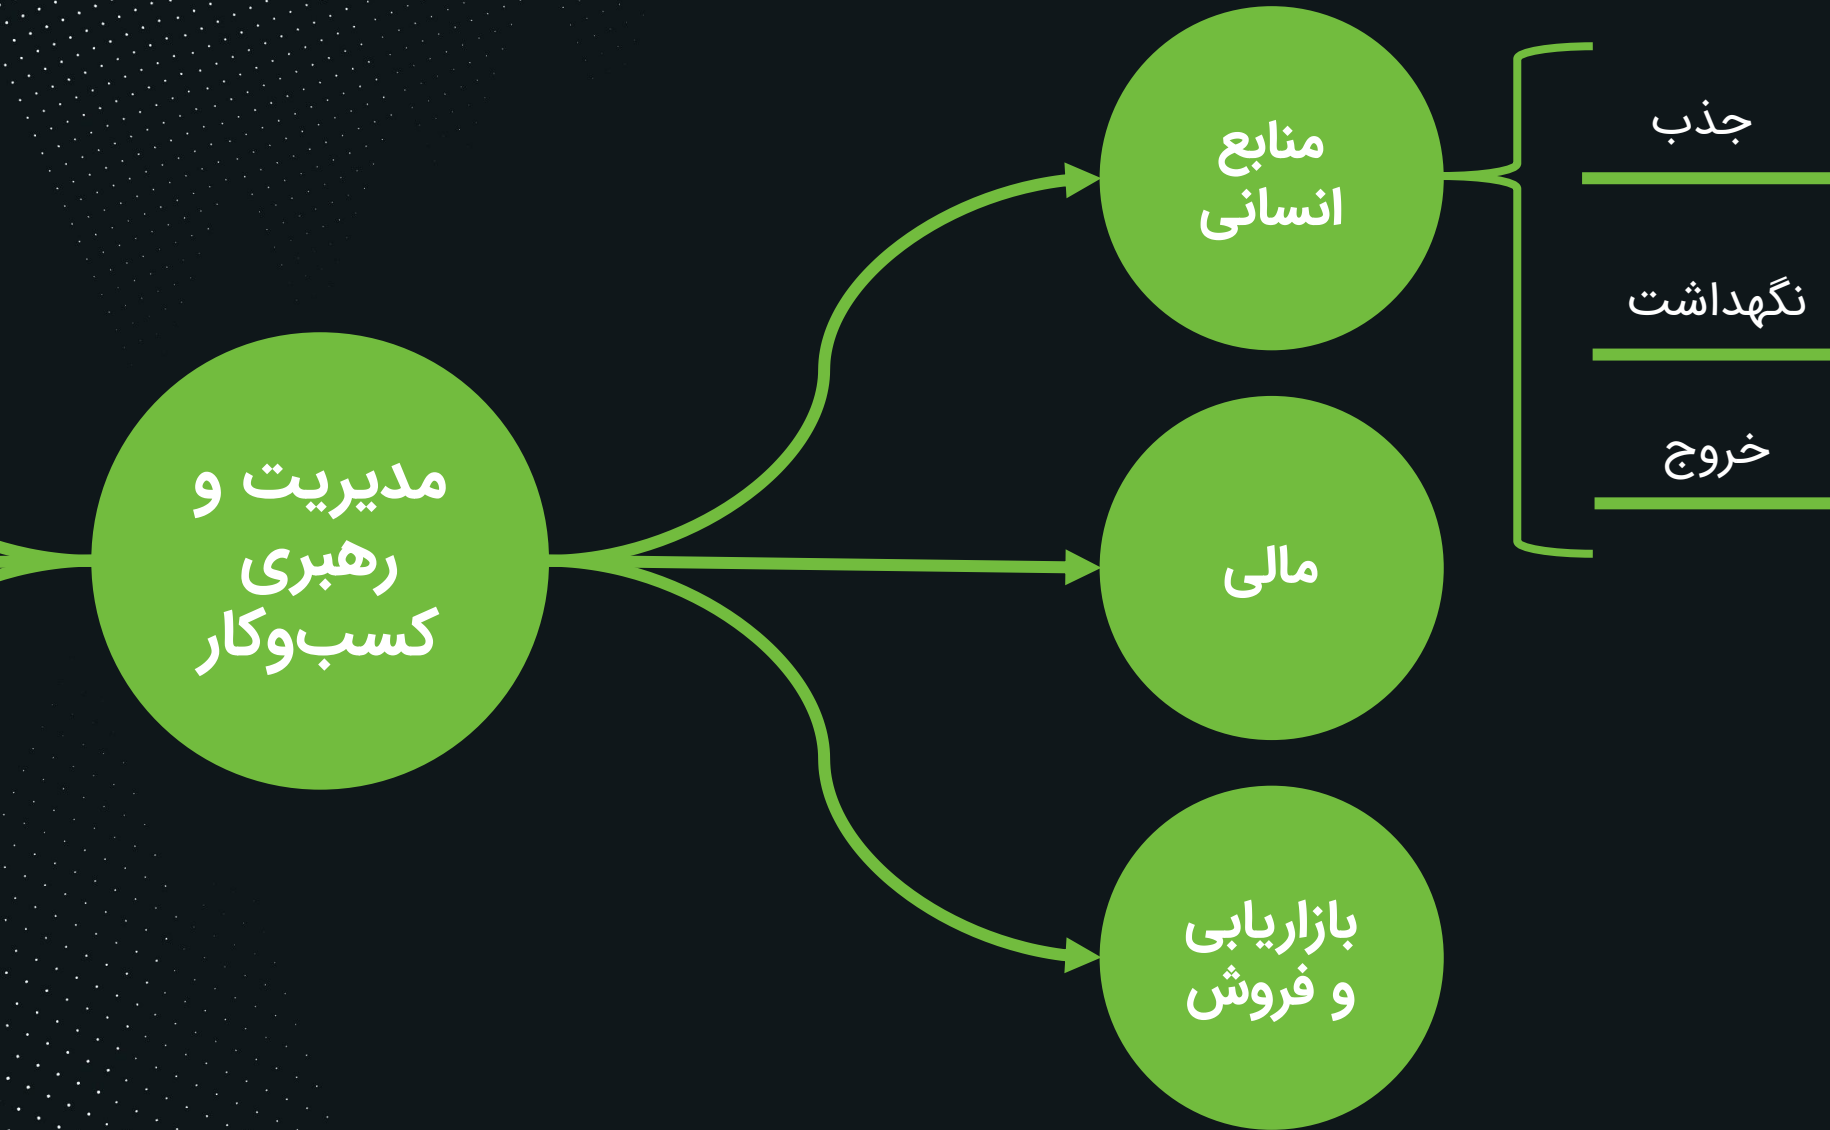 مدیریت و
رهبری
کسب‌وکار
منابع
انسانی
جذب
نگهداشت
خروج
مالی
بازاریابی
و فروش